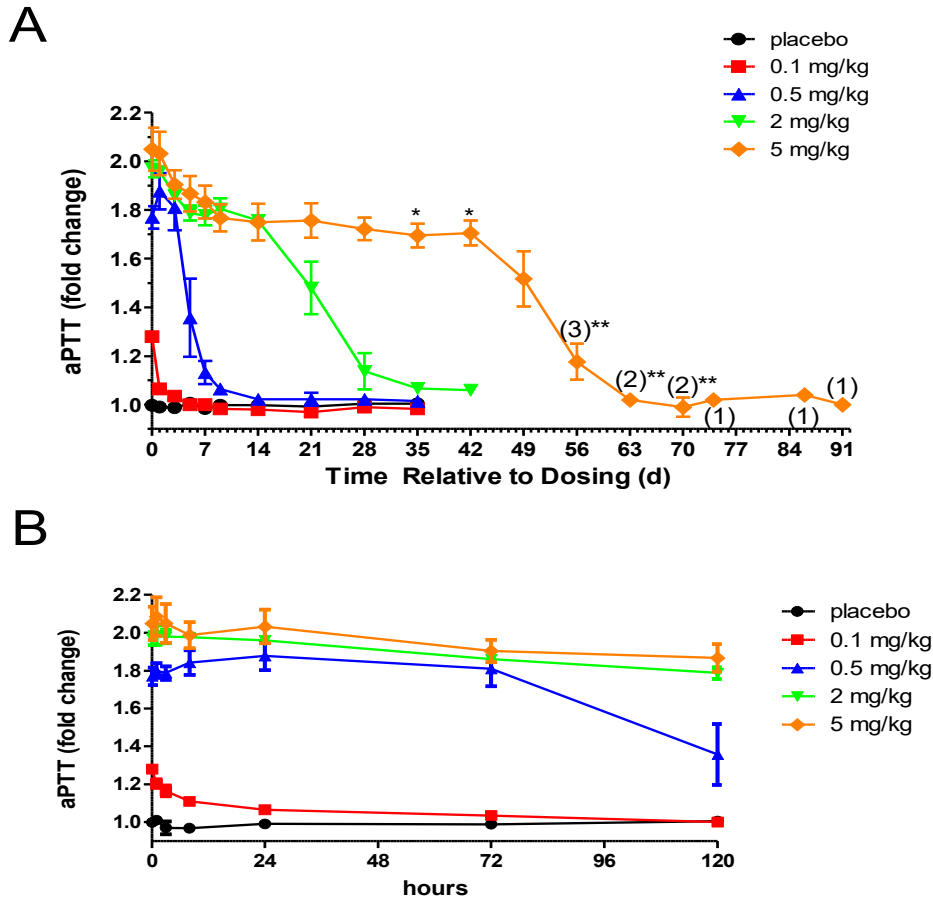 A
placebo
0.1 mg/kg
0.5 mg/kg
2 mg/kg
5 mg/kg
aPTT (fold change)
2.2
2.0
1.8
1.6
1.4
1.2
1.0
* *
(3)**
(2)** (2)** (1)
(1) (1)
0 7 14 21 28 35 42 49 56 63 70 77 84 91
Time Relative to Dosing (d)
B
aPTT (fold change)
2.2
2.0
1.8
1.6
1.4
1.2
1.0
placebo
0.1 mg/kg
0.5 mg/kg
2 mg/kg
5 mg/kg
0 24 48 72 96 120
hours